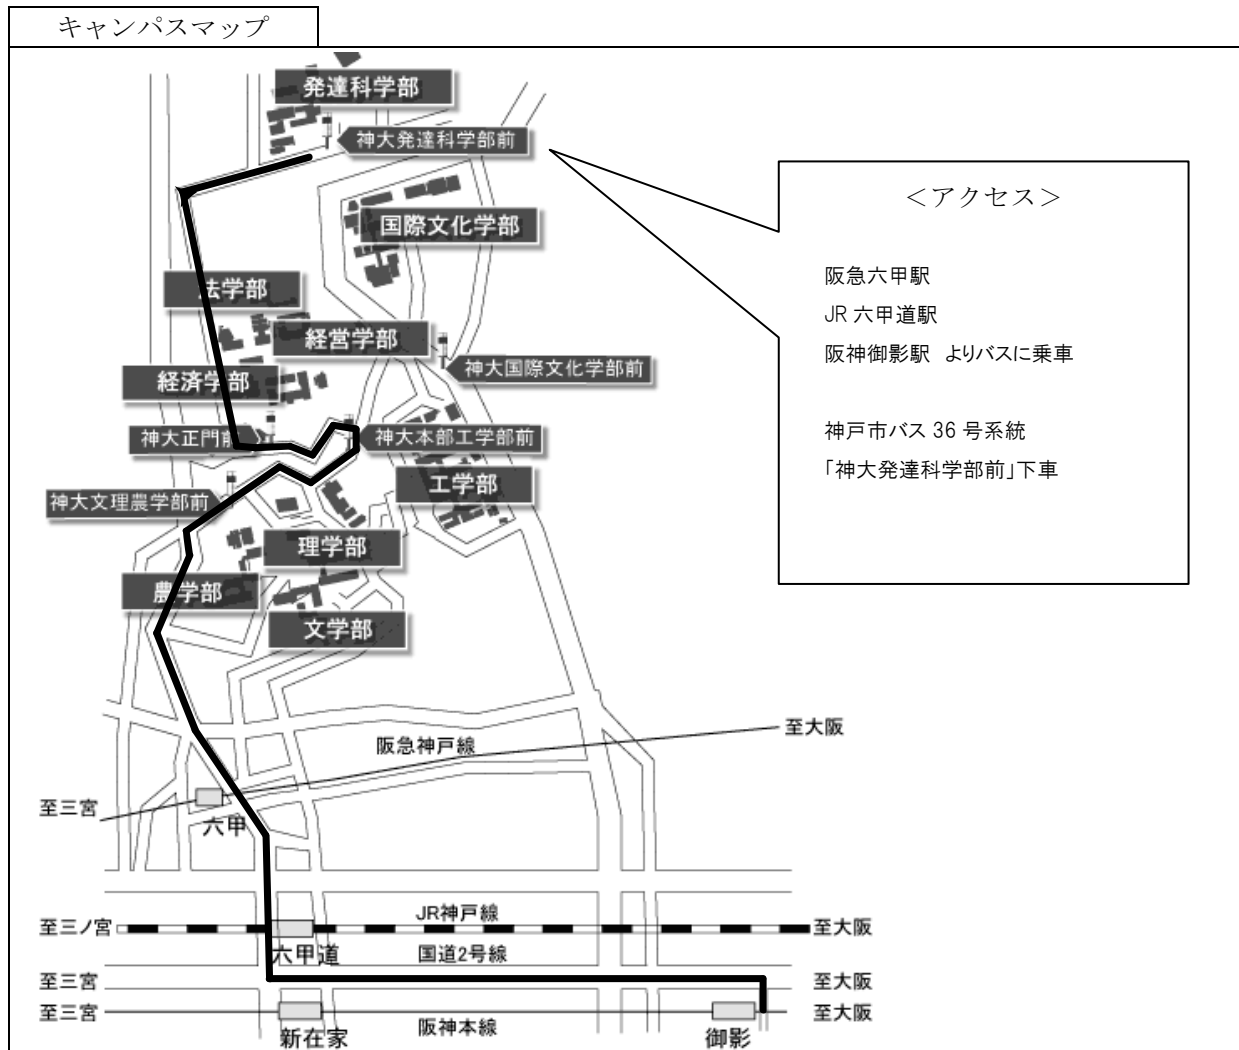 キャンパスマップ
発達科学部
神大発達科学部前
国際文化学部
法学部
経営学部
神大国際文化学部前
経済学部
神大正門前
神大本部工学部前
工学部
神大文理農学部前
理学部
農学部
文学部
＜アクセス＞
阪急六甲駅
JR 六甲道駅
阪神御影駅 よりバスに乗車
神戸市バス 36 号系統
「神大発達科学部前」下車
至大阪
阪急神戸線
至三宮
六甲
JR神戸線
至三ノ宮
至大阪
六甲道
国道2号線
至三宮
至大阪
至三宮
至大阪
新在家
阪神本線
御影